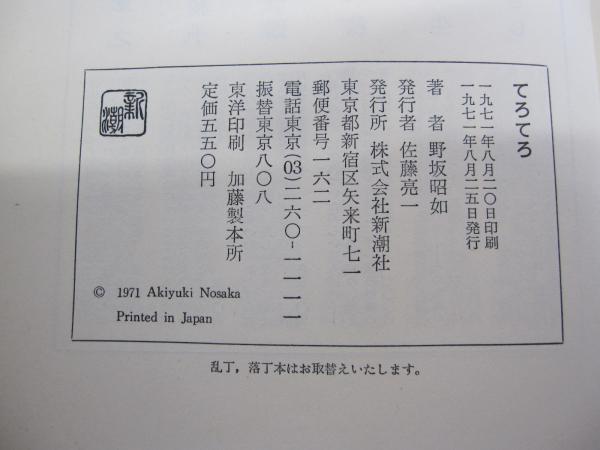 てろてろ
一九七一年八月二〇日印刷
一九七一年八月二五日発行
著者 野坂昭如
発行者 佐藤亮一
発行所 株式会社新潮社
東京都新宿区矢来町七一
郵便番号一六二
電話東京(03)二六〇-一一一一
振替東京八〇八
東洋印刷 加藤製本所
定価五五〇円
新潮
© 1971 Akiyuki Nosaka
Printed in Japan
乱丁，落丁本はお取替えいたします。